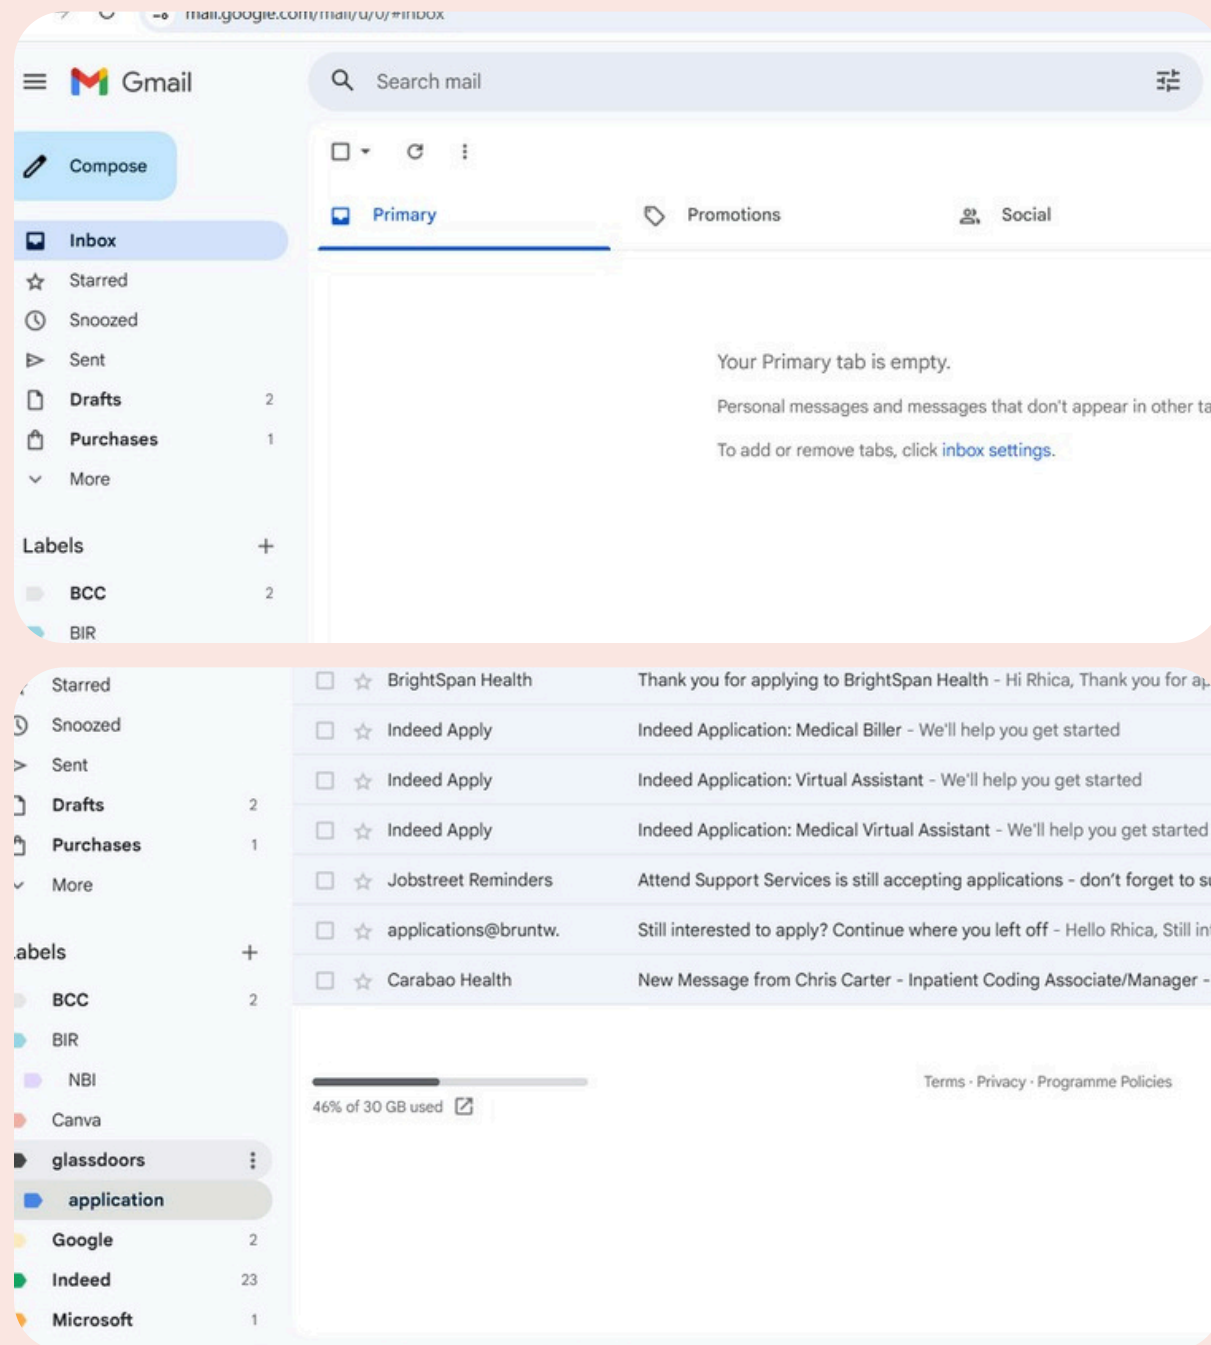 mail.google.com/mail/u/0/#inbox
Gmail
Search mail
Compose
Primary
Promotions
Social
Inbox
Starred
Snoozed
Sent
Drafts 2
Purchases 1
More
Your Primary tab is empty.
Personal messages and messages that don't appear in other
To add or remove tabs, click inbox settings.
Labels
BCC 2
BIR
Starred
Snoozed
Sent
Drafts 2
Purchases 1
More
abels
BCC 2
BIR
NBI
Canva
glassdoors
application
Google 2
Indeed 23
Microsoft 1
BrightSpan Health Thank you for applying to BrightSpan Health - Hi Rhica, Thank you for
Indeed Apply Indeed Application: Medical Biller - We'll help you get started
Indeed Apply Indeed Application: Virtual Assistant - We'll help you get started
Indeed Apply Indeed Application: Medical Virtual Assistant - We'll help you get started
Jobstreet Reminders Attend Support Services is still accepting applications - don't forget to
applications@bruntw. Still interested to apply? Continue where you left off - Hello Rhica, Still
Carabao Health New Message from Chris Carter - Inpatient Coding Associate/Manager -
46% of 30 GB used
Terms · Privacy · Programme Policies